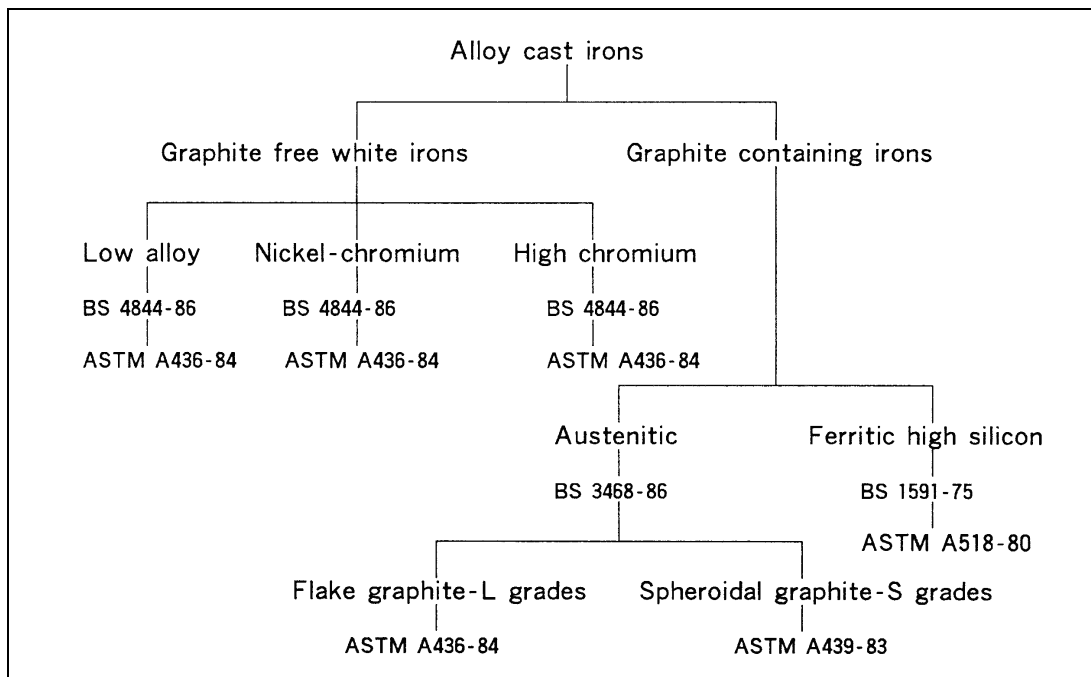 Alloy cast irons
Graphite free white irons
Graphite containing irons
Low alloy
Nickel-chromium
High chromium
BS 4844-86
BS 4844-86
BS 4844-86
ASTM A436-84
ASTM A436-84
ASTM A436-84
Austenitic
Ferritic high silicon
BS 3468-86
BS 1591-75
ASTM A518-80
Flake graphite-L grades
Spheroidal graphite-S grades
ASTM A436-84
ASTM A439-83